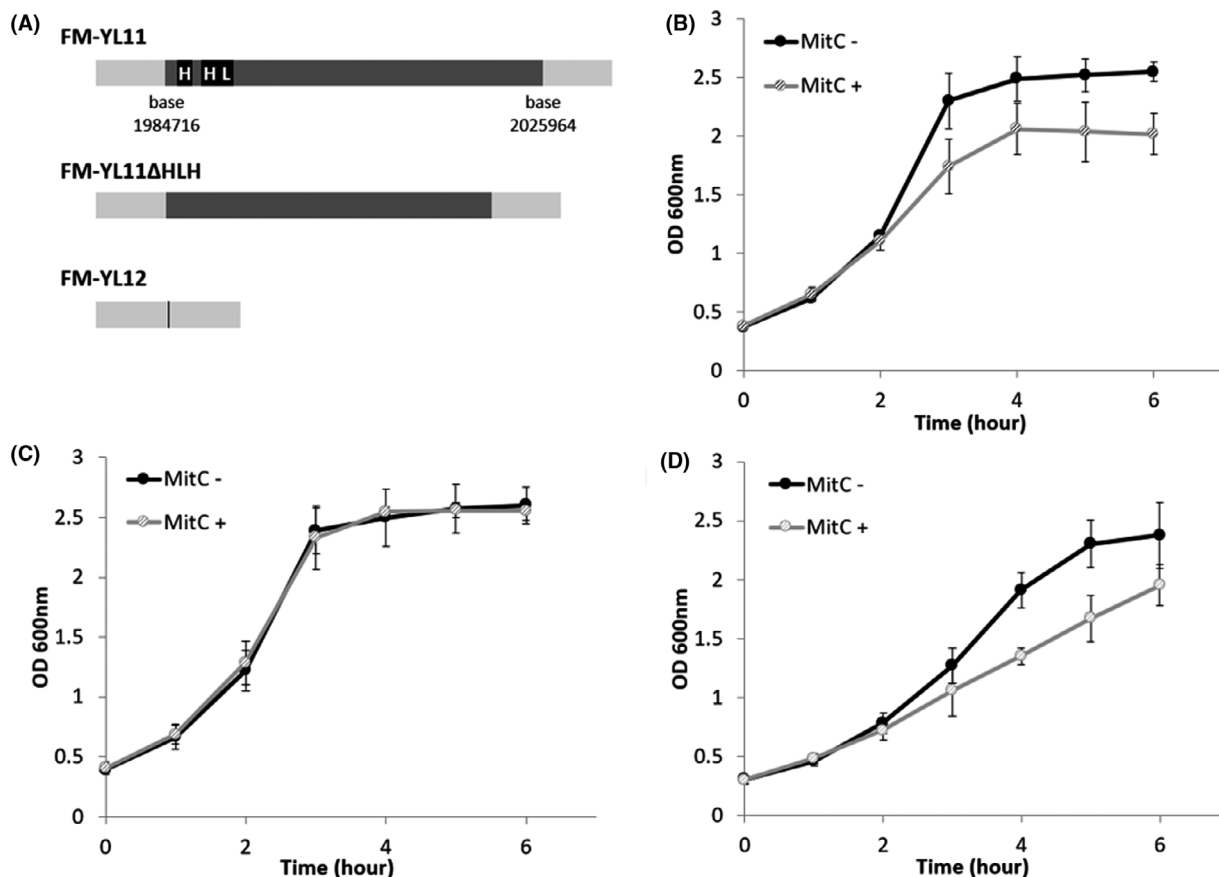 (A)
FM-YL11
H H L
base
1984716
base
2025964
FM-YL11ΔHLH
FM-YL12
(B)
3
2.5
2
1.5
1
0.5
0
OD 600nm
MitC -
MitC +
0 2 4 6
Time (hour)
(C)
3
2.5
2
1.5
1
0.5
0
OD 600nm
MitC -
MitC +
0 2 4 6
Time (hour)
(D)
3
2.5
2
1.5
1
0.5
0
OD 600nm
MitC -
MitC +
0 2 4 6
Time (hour)